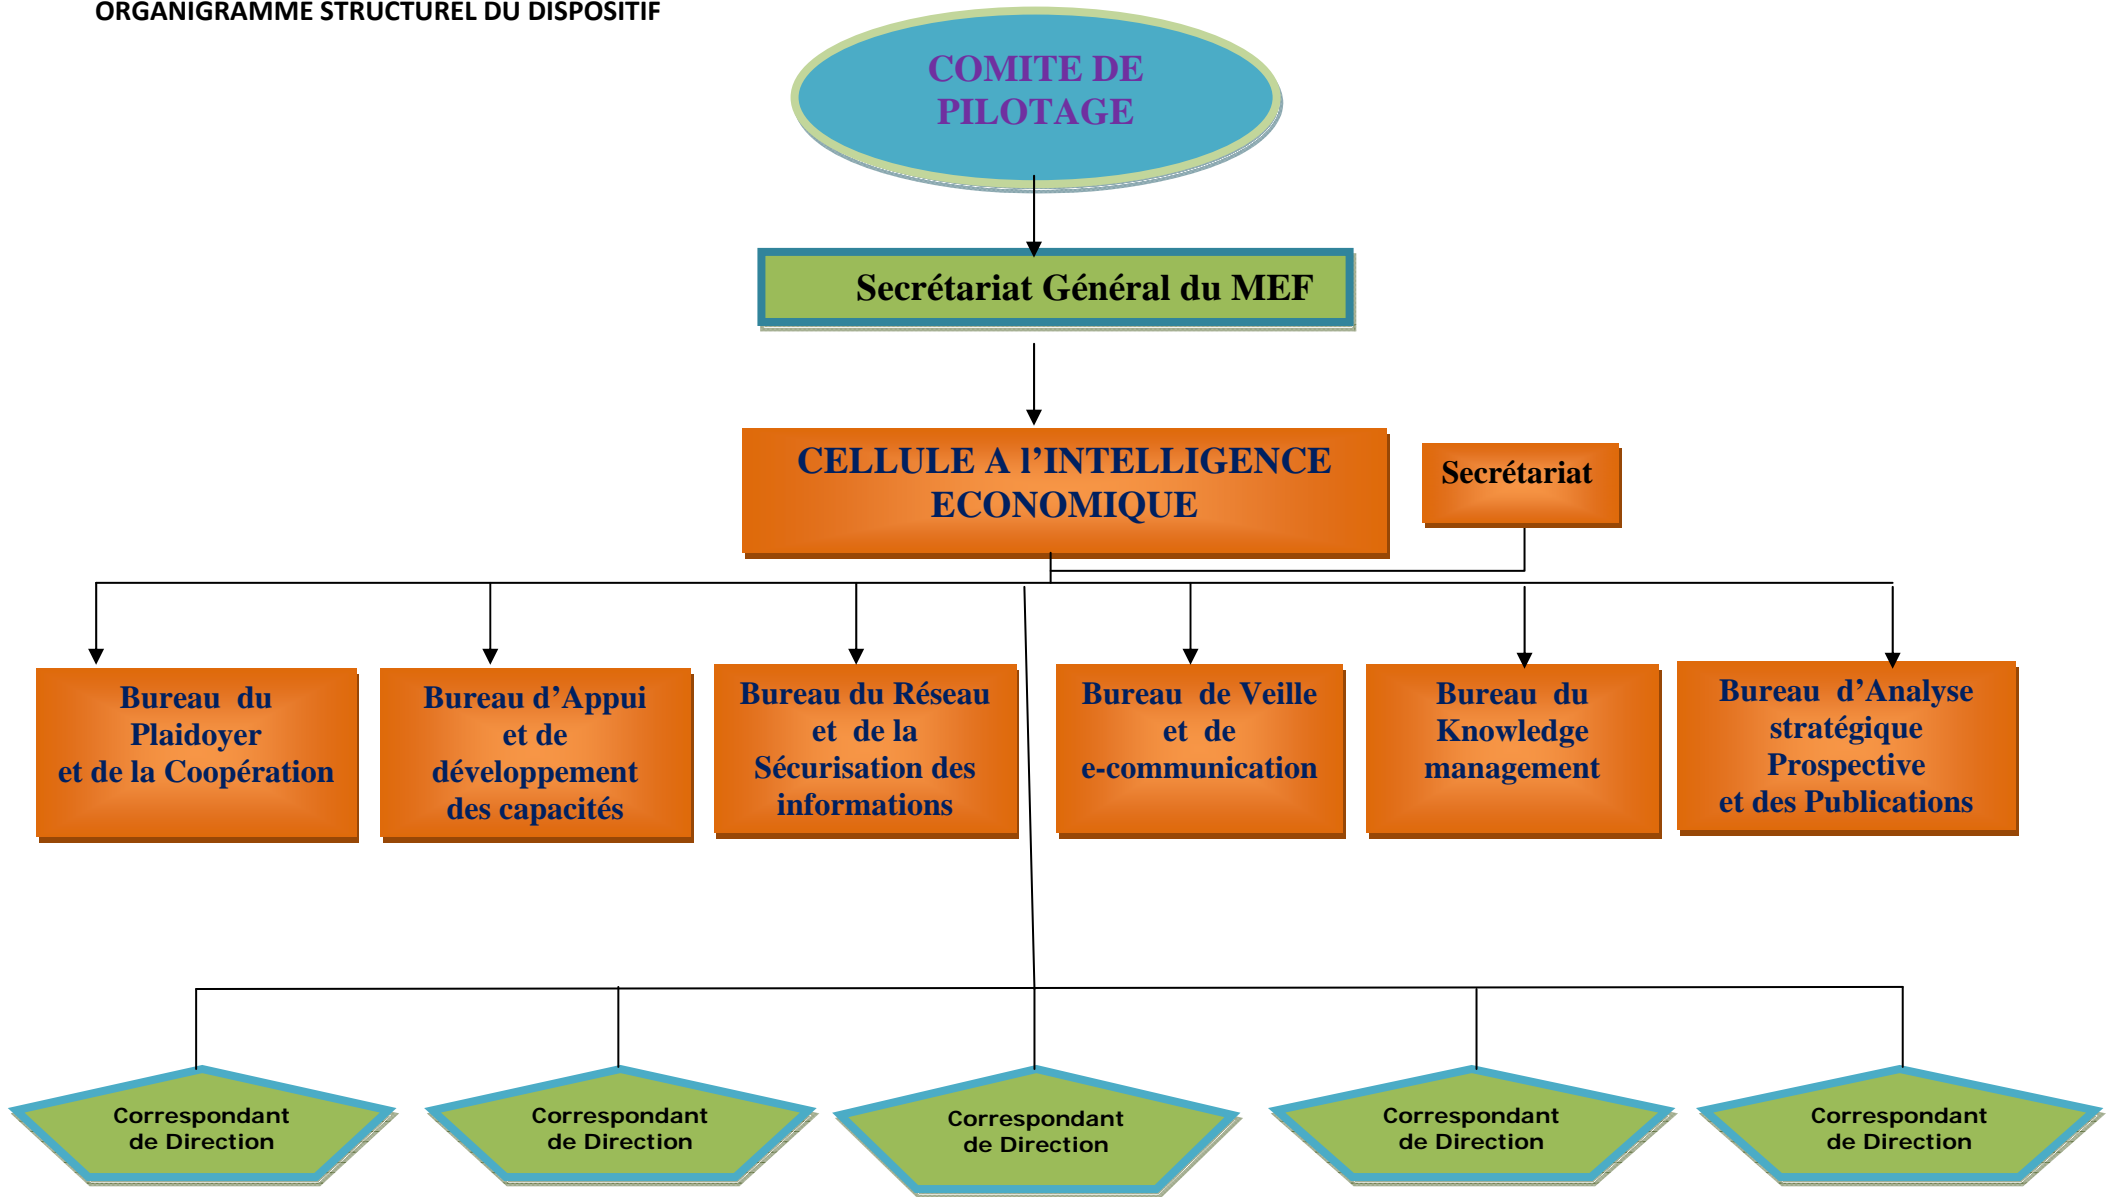 ORGANIGRAMME STRUCTUREL DU DISPOSITIF
COMITE DE
PILOTAGE
Secrétariat Général du MEF
CELLULE A l’INTELLIGENCE
ECONOMIQUE
Secrétariat
Bureau du
Plaidoyer
et de la Coopération
Bureau d’Appui
et de
développement
des capacités
Bureau du Réseau
et de la
Sécurisation des
informations
Bureau de Veille
et de
e-communication
Bureau du
Knowledge
management
Bureau d’Analyse
stratégique
Prospective
et des Publications
Correspondant
de Direction
Correspondant
de Direction
Correspondant
de Direction
Correspondant
de Direction
Correspondant
de Direction